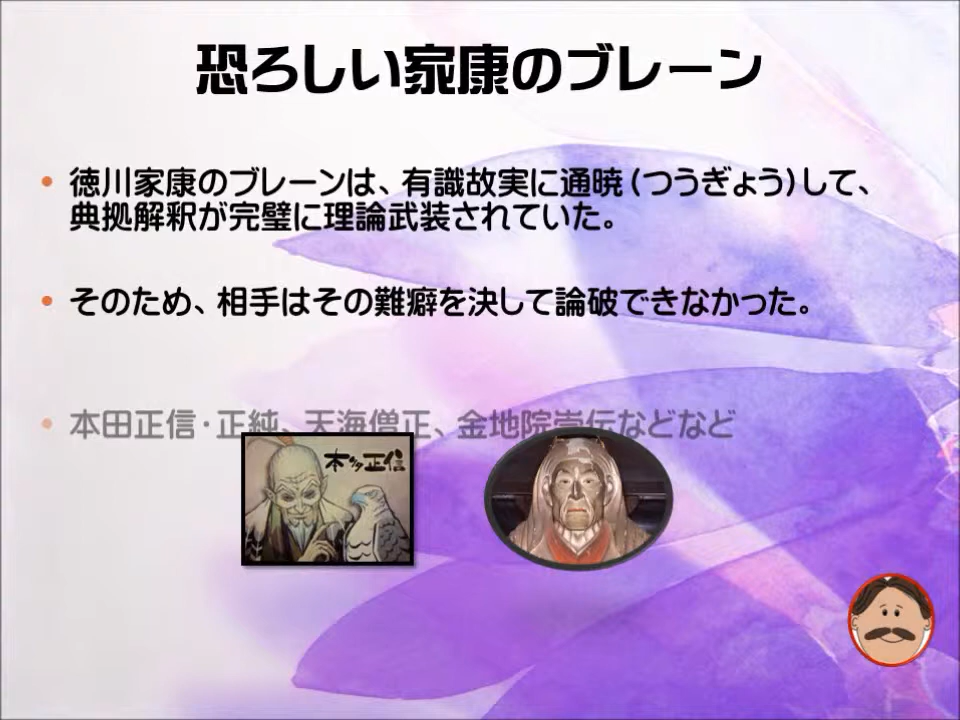 恐ろしい家康のブレーン
• 徳川家康のブレーンは、有識故実に通暁（つうぎょう）して、
典拠解釈が完璧に理論武装されていた。
• そのため、相手はその難癖を決して論破できなかった。
• 本田正信・正純、天海僧正、金地院崇伝などなど
本多正信